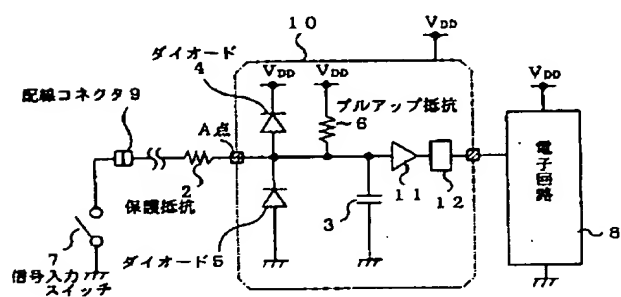 10
VDD
ダイオード
4
VDD
VDD
VDD
配線コネクタ9
プルアップ抵抗
6
A点
2
保護抵抗
11
12
3
電子回路
8
7
信号入力
スイッチ
ダイオード5